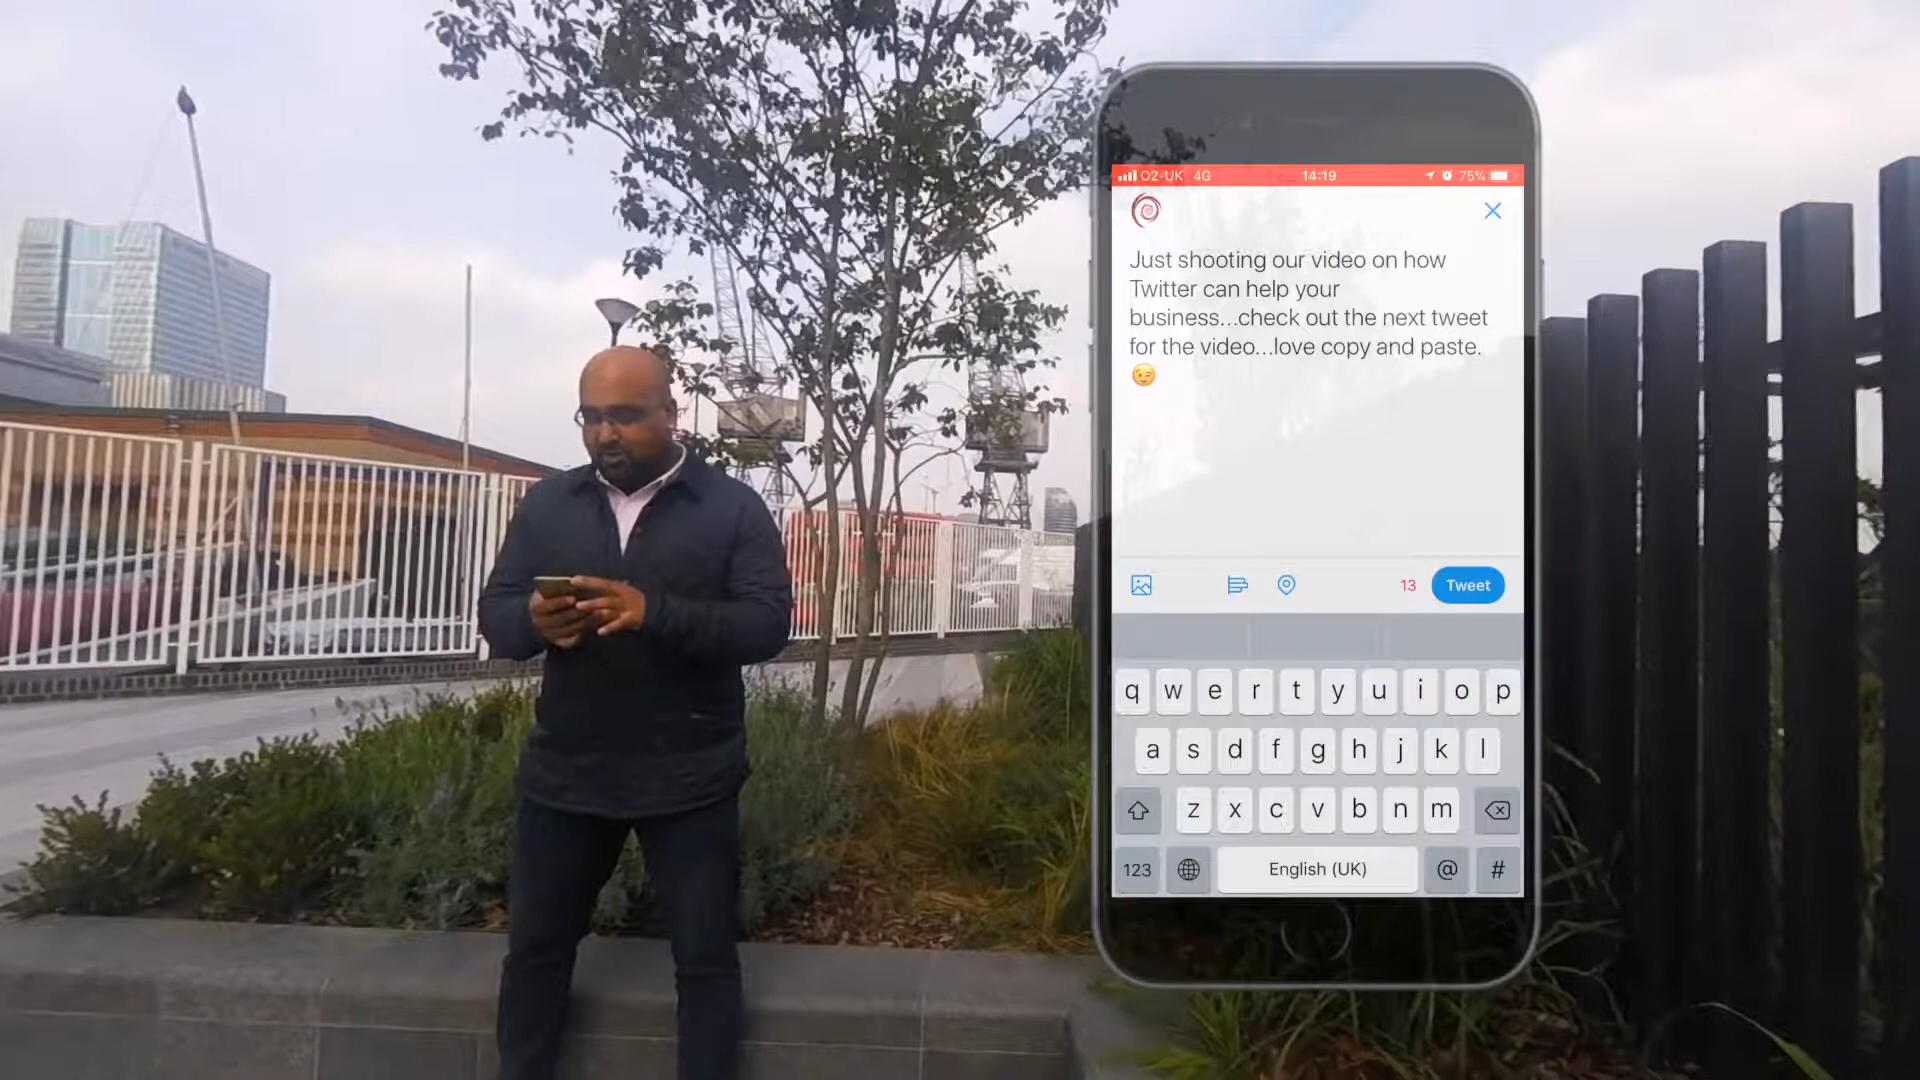 O2-UK 4G 14:19 75%
Just shooting our video on how
Twitter can help your
business...check out the next tweet
for the video...love copy and paste.
😉
13 Tweet
q w e r t y u i o p
a s d f g h j k l
z x c v b n m
123 English (UK) @ #